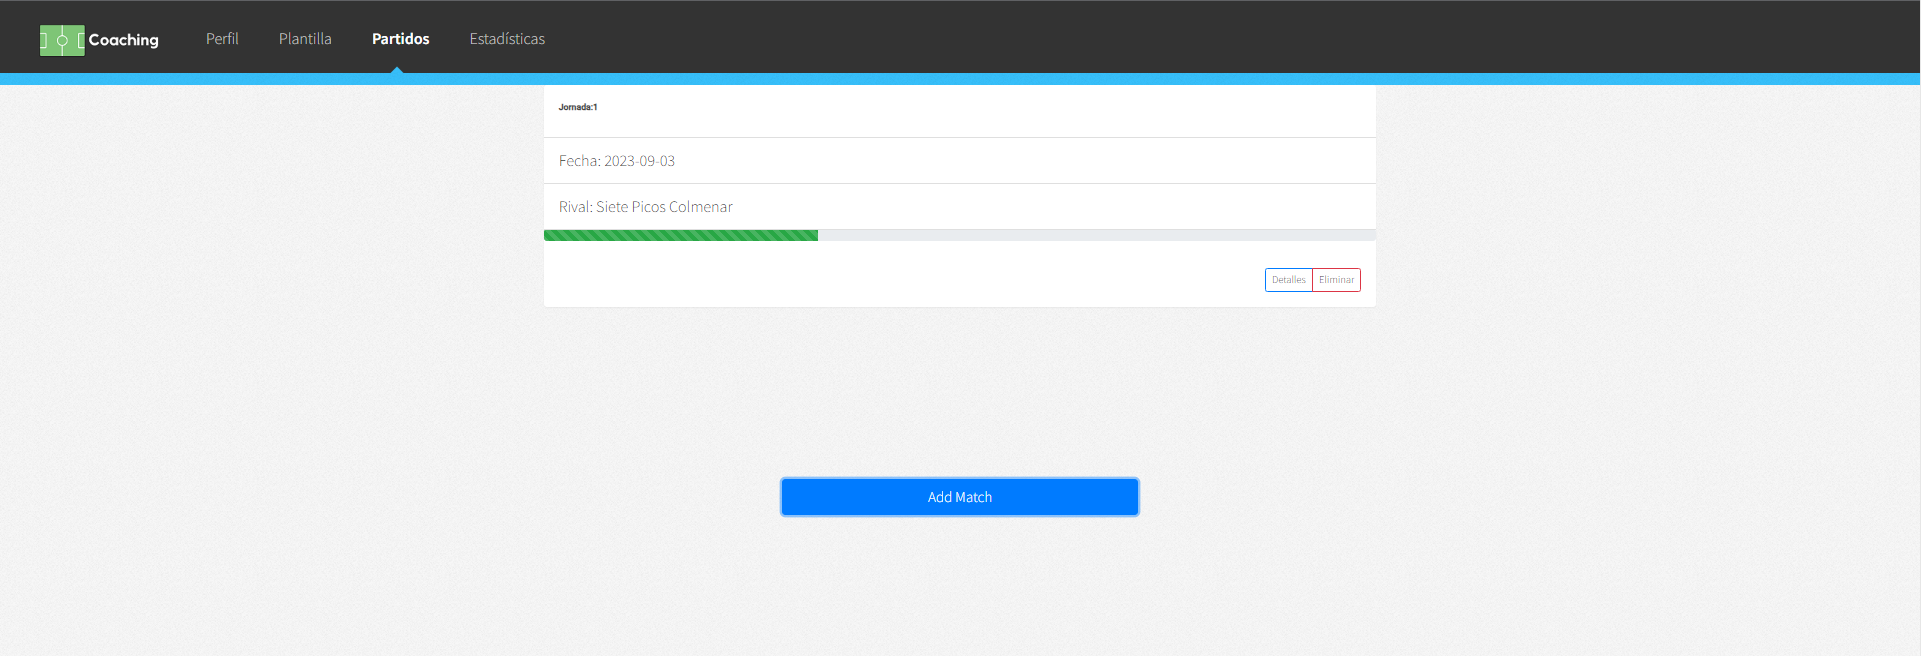 Coaching Perfil Plantilla Partidos Estadísticas
Jornada:1
Fecha: 2023-09-03
Rival: Siete Picos Colmenar
Detalles Eliminar
Add Match